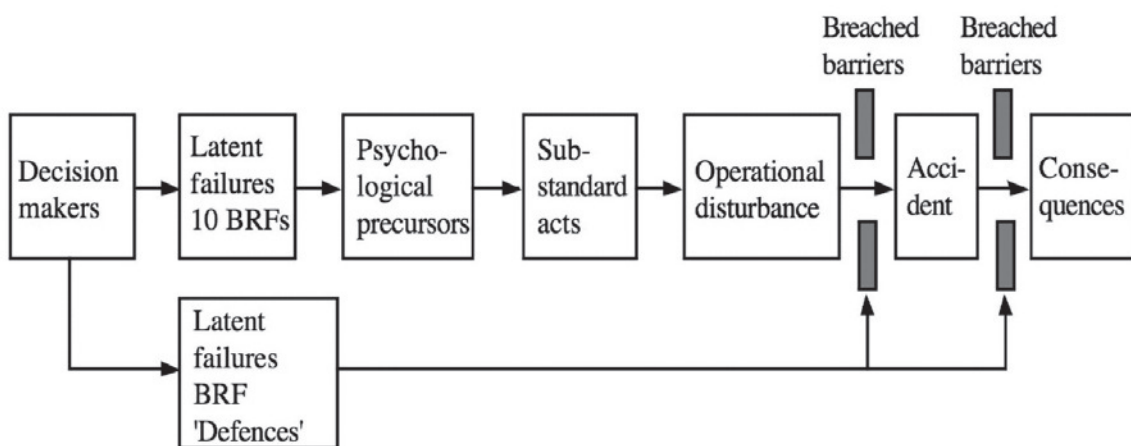 Breached
barriers
Breached
barriers
Decision
makers
Latent
failures
10 BRFs
Psycho-
logical
precursors
Sub-
standard
acts
Operational
disturbance
Acci-
dent
Conse-
quences
Latent
failures
BRF
'Defences'